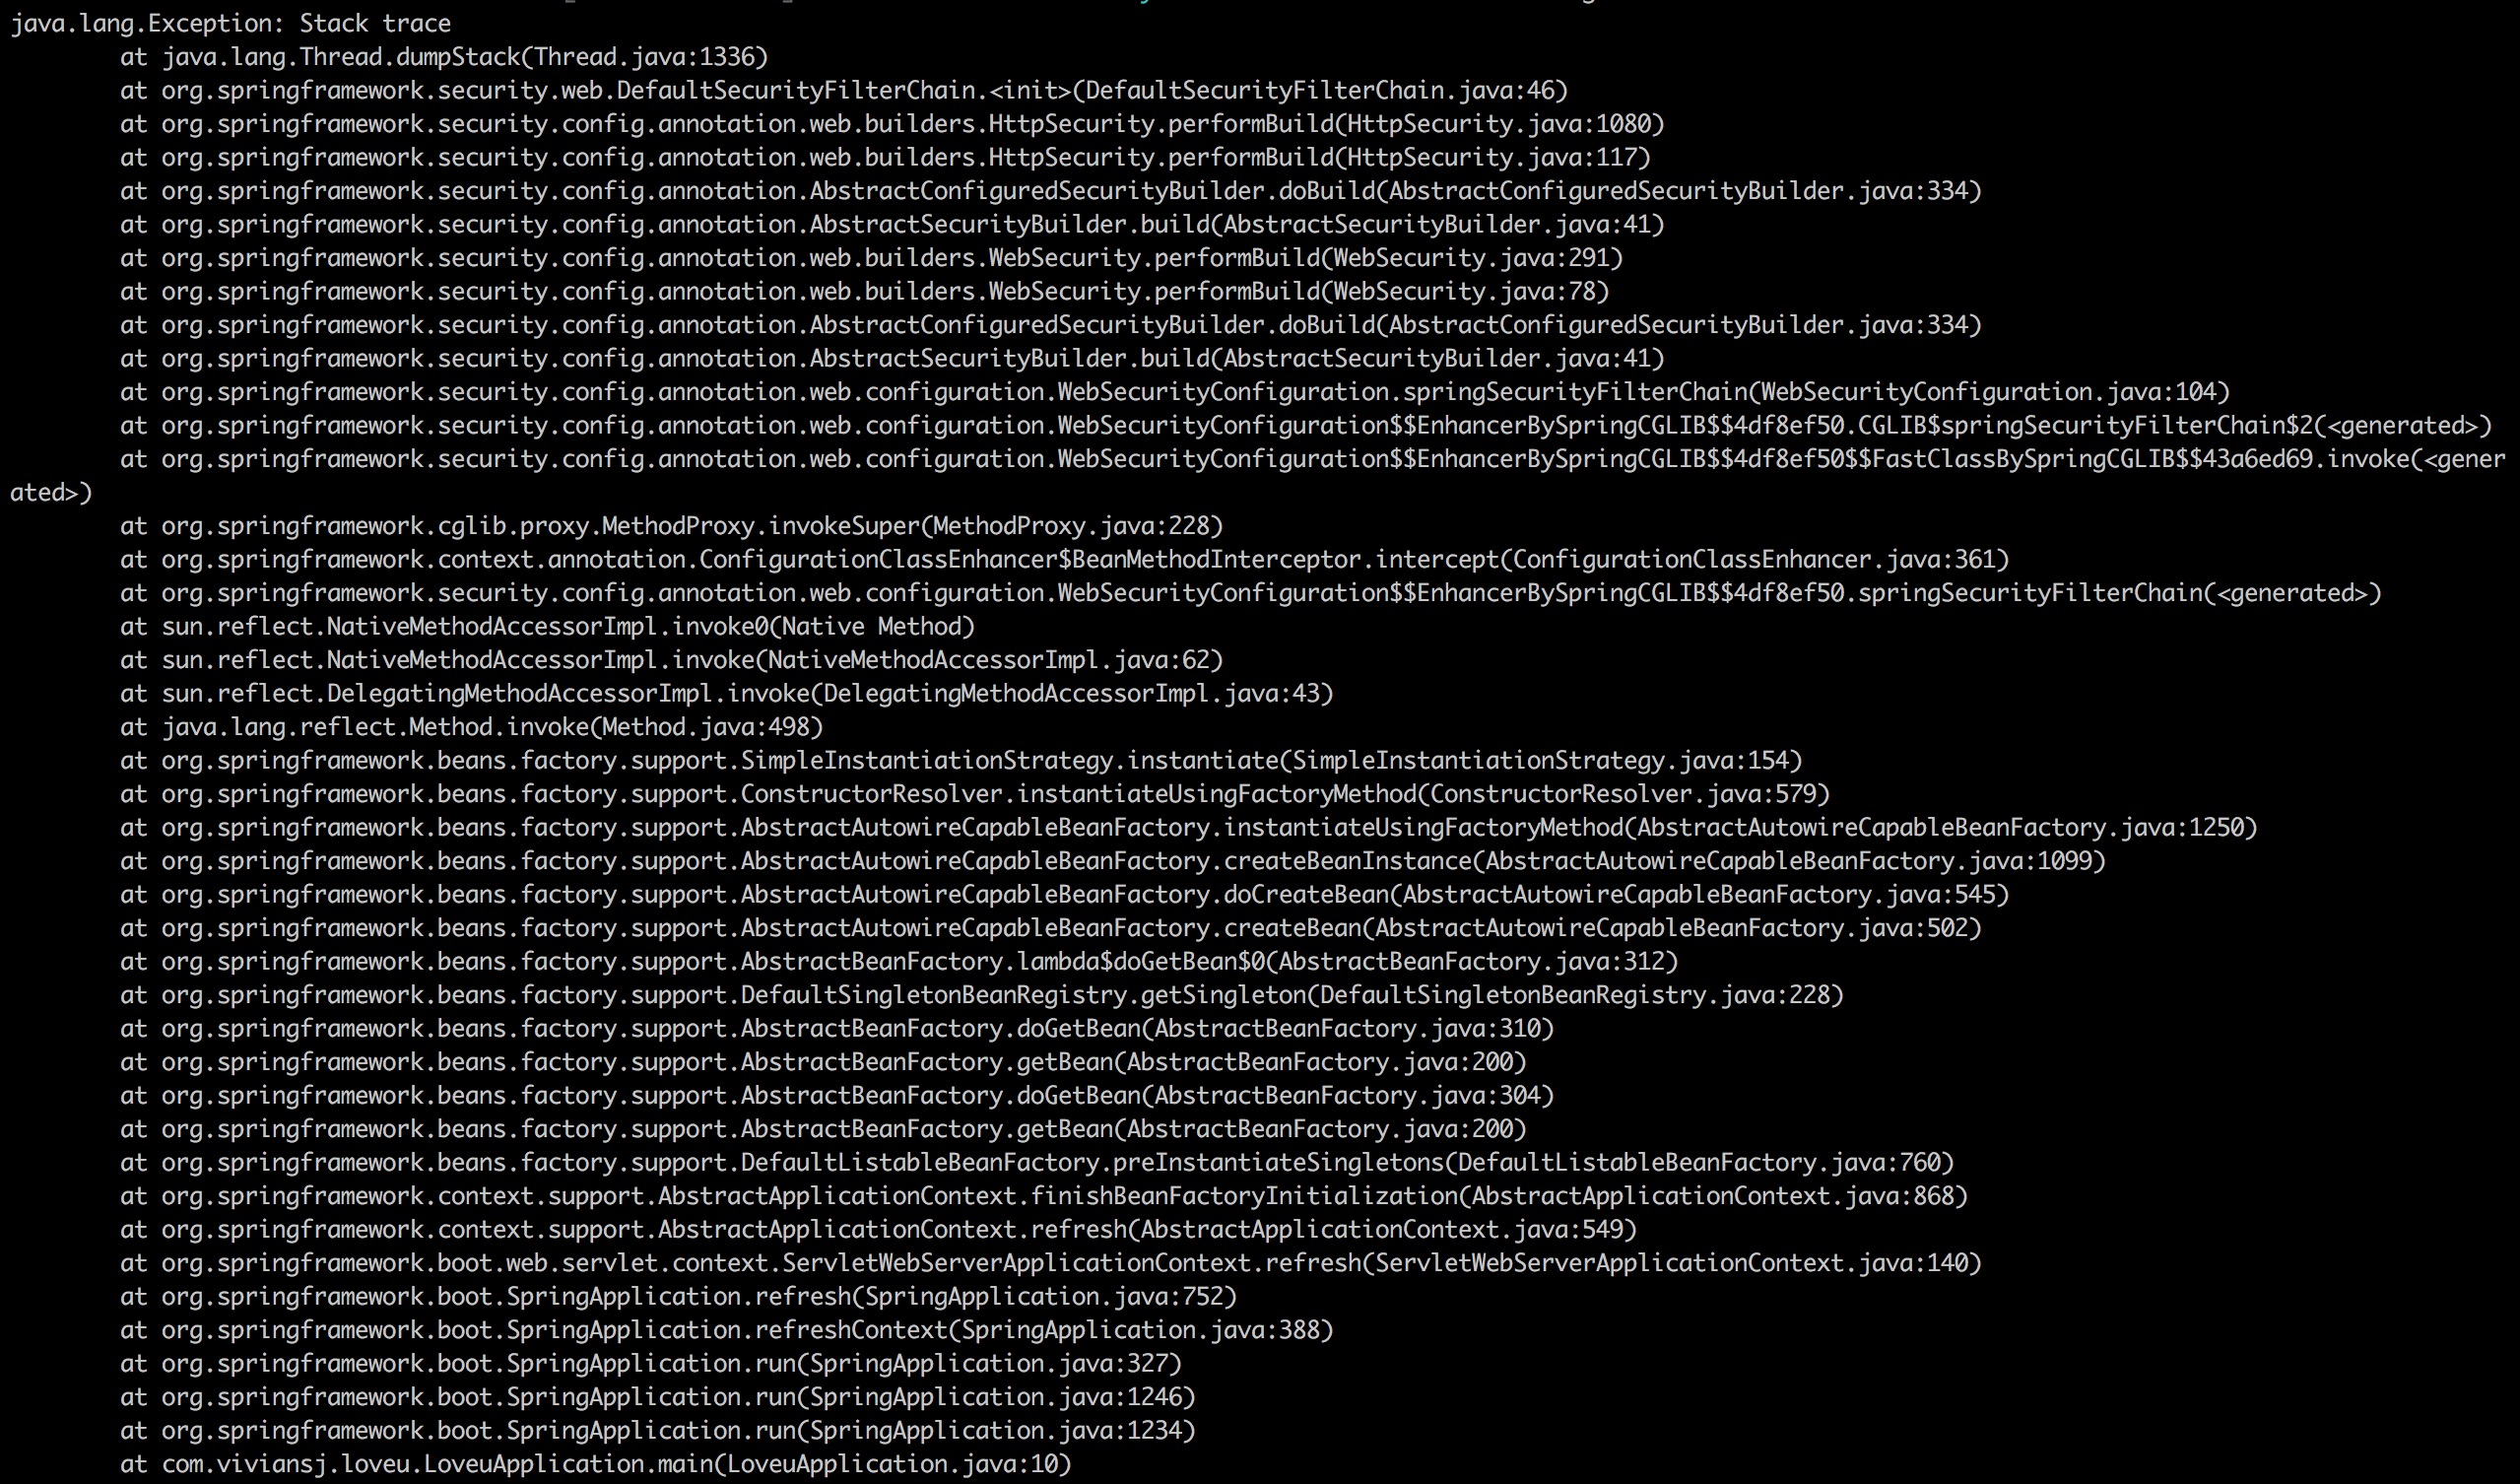 java.lang.Exception: Stack trace
at java.lang.Thread.dumpStack(Thread.java:1336)
at org.springframework.security.web.DefaultSecurityFilterChain.<init>(DefaultSecurityFilterChain.java:46)
at org.springframework.security.config.annotation.web.builders.HttpSecurity.performBuild(HttpSecurity.java:1080)
at org.springframework.security.config.annotation.web.builders.HttpSecurity.performBuild(HttpSecurity.java:117)
at org.springframework.security.config.annotation.AbstractConfiguredSecurityBuilder.doBuild(AbstractConfiguredSecurityBuilder.java:334)
at org.springframework.security.config.annotation.AbstractSecurityBuilder.build(AbstractSecurityBuilder.java:41)
at org.springframework.security.config.annotation.web.builders.WebSecurity.performBuild(WebSecurity.java:291)
at org.springframework.security.config.annotation.web.builders.WebSecurity.performBuild(WebSecurity.java:78)
at org.springframework.security.config.annotation.AbstractConfiguredSecurityBuilder.doBuild(AbstractConfiguredSecurityBuilder.java:334)
at org.springframework.security.config.annotation.AbstractSecurityBuilder.build(AbstractSecurityBuilder.java:41)
at org.springframework.security.config.annotation.web.configuration.WebSecurityConfiguration.springSecurityFilterChain(WebSecurityConfiguration.java:104)
at org.springframework.security.config.annotation.web.configuration.WebSecurityConfiguration$$EnhancerBySpringCGLIB$$4df8ef50.CGLIB$springSecurityFilterChain$2(<generated>)
at org.springframework.security.config.annotation.web.configuration.WebSecurityConfiguration$$EnhancerBySpringCGLIB$$4df8ef50$$FastClassBySpringCGLIB$$43a6ed69.invoke(<gener
ated>)
at org.springframework.cglib.proxy.MethodProxy.invokeSuper(MethodProxy.java:228)
at org.springframework.context.annotation.ConfigurationClassEnhancer$BeanMethodInterceptor.intercept(ConfigurationClassEnhancer.java:361)
at org.springframework.security.config.annotation.web.configuration.WebSecurityConfiguration$$EnhancerBySpringCGLIB$$4df8ef50.springSecurityFilterChain(<generated>)
at sun.reflect.NativeMethodAccessorImpl.invoke0(Native Method)
at sun.reflect.NativeMethodAccessorImpl.invoke(NativeMethodAccessorImpl.java:62)
at sun.reflect.DelegatingMethodAccessorImpl.invoke(DelegatingMethodAccessorImpl.java:43)
at java.lang.reflect.Method.invoke(Method.java:498)
at org.springframework.beans.factory.support.SimpleInstantiationStrategy.instantiate(SimpleInstantiationStrategy.java:154)
at org.springframework.beans.factory.support.ConstructorResolver.instantiateUsingFactoryMethod(ConstructorResolver.java:579)
at org.springframework.beans.factory.support.AbstractAutowireCapableBeanFactory.instantiateUsingFactoryMethod(AbstractAutowireCapableBeanFactory.java:1250)
at org.springframework.beans.factory.support.AbstractAutowireCapableBeanFactory.createBeanInstance(AbstractAutowireCapableBeanFactory.java:1099)
at org.springframework.beans.factory.support.AbstractAutowireCapableBeanFactory.doCreateBean(AbstractAutowireCapableBeanFactory.java:545)
at org.springframework.beans.factory.support.AbstractAutowireCapableBeanFactory.createBean(AbstractAutowireCapableBeanFactory.java:502)
at org.springframework.beans.factory.support.AbstractBeanFactory.lambda$doGetBean$0(AbstractBeanFactory.java:312)
at org.springframework.beans.factory.support.DefaultSingletonBeanRegistry.getSingleton(DefaultSingletonBeanRegistry.java:228)
at org.springframework.beans.factory.support.AbstractBeanFactory.doGetBean(AbstractBeanFactory.java:310)
at org.springframework.beans.factory.support.AbstractBeanFactory.getBean(AbstractBeanFactory.java:200)
at org.springframework.beans.factory.support.AbstractBeanFactory.doGetBean(AbstractBeanFactory.java:304)
at org.springframework.beans.factory.support.AbstractBeanFactory.getBean(AbstractBeanFactory.java:200)
at org.springframework.beans.factory.support.DefaultListableBeanFactory.preInstantiateSingletons(DefaultListableBeanFactory.java:760)
at org.springframework.context.support.AbstractApplicationContext.finishBeanFactoryInitialization(AbstractApplicationContext.java:868)
at org.springframework.context.support.AbstractApplicationContext.refresh(AbstractApplicationContext.java:549)
at org.springframework.boot.web.servlet.context.ServletWebServerApplicationContext.refresh(ServletWebServerApplicationContext.java:140)
at org.springframework.boot.SpringApplication.refresh(SpringApplication.java:752)
at org.springframework.boot.SpringApplication.refreshContext(SpringApplication.java:388)
at org.springframework.boot.SpringApplication.run(SpringApplication.java:327)
at org.springframework.boot.SpringApplication.run(SpringApplication.java:1246)
at org.springframework.boot.SpringApplication.run(SpringApplication.java:1234)
at com.viviansj.loveu.LoveuApplication.main(LoveuApplication.java:10)